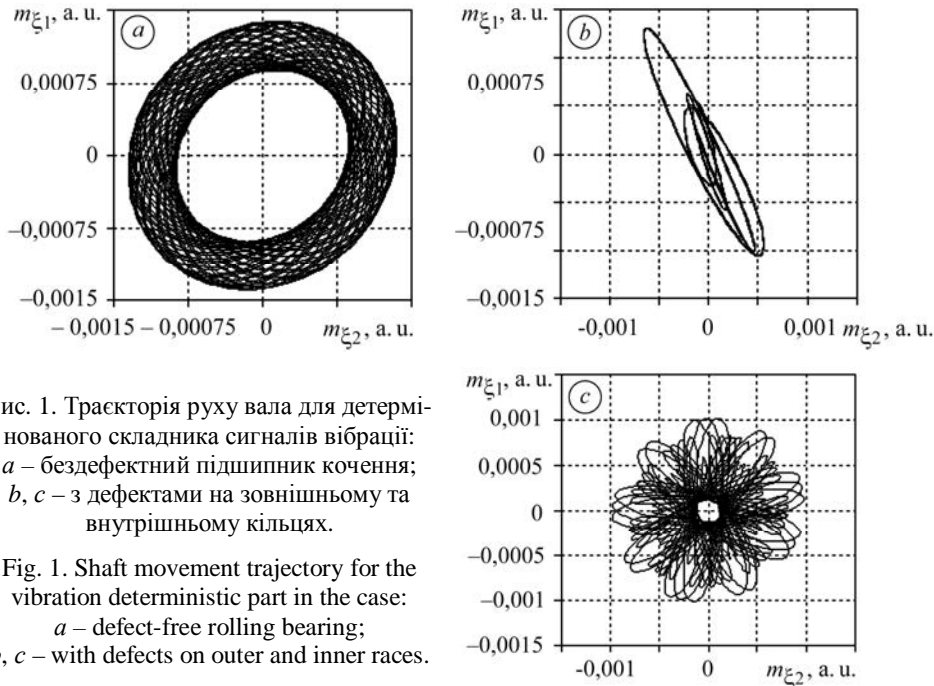 mξ1, a. u.
a
0,00075
0
–0,00075
–0,0015
– 0,0015 – 0,00075 0 mξ2, a. u.
mξ1, a. u.
b
0,00075
0
–0,00075
–0,0015
-0,001 0 0,001 mξ2, a. u.
ис. 1. Траєкторія руху вала для детермі-
нованого складника сигналів вібрації:
a – бездефектний підшипник кочення;
b, c – з дефектами на зовнішньому та
внутрішньому кільцях.
Fig. 1. Shaft movement trajectory for the
vibration deterministic part in the case:
a – defect-free rolling bearing;
, c – with defects on outer and inner races.
mξ1, a. u.
c
0,001
0,0005
0
–0,0005
–0,001
–0,0015
-0,001 0 mξ2, a. u.